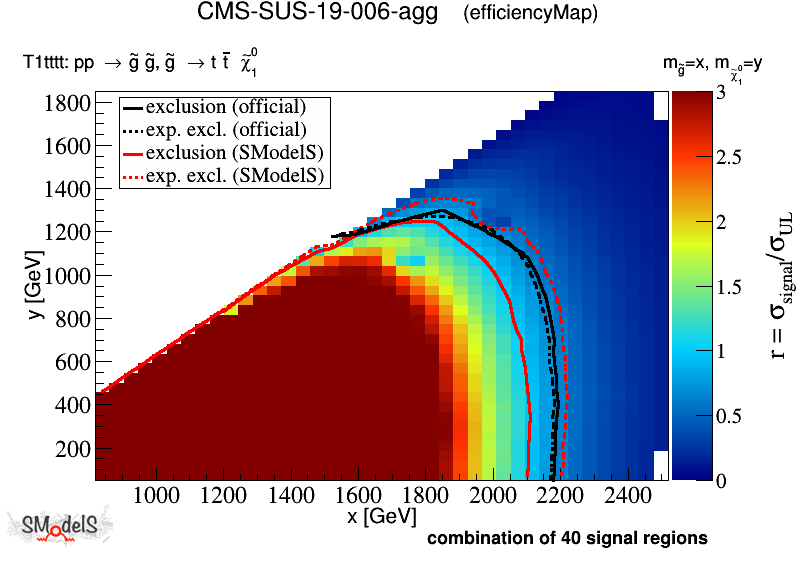 CMS-SUS-19-006-agg (efficiencyMap)
T1tttt: pp → g̃ g̃, g̃ → t t̄ χ̃₁⁰
m_g̃=x, m_χ̃₁⁰=y
exclusion (official)
exp. excl. (official)
exclusion (SModelS)
exp. excl. (SModelS)
1800
1600
1400
1200
1000
800
600
400
200
y [GeV]
1000 1200 1400 1600 1800 2000 2200 2400
x [GeV]
3
2.5
2
1.5
1
0.5
0
r = σ_signal/σ_UL
SModelS
combination of 40 signal regions